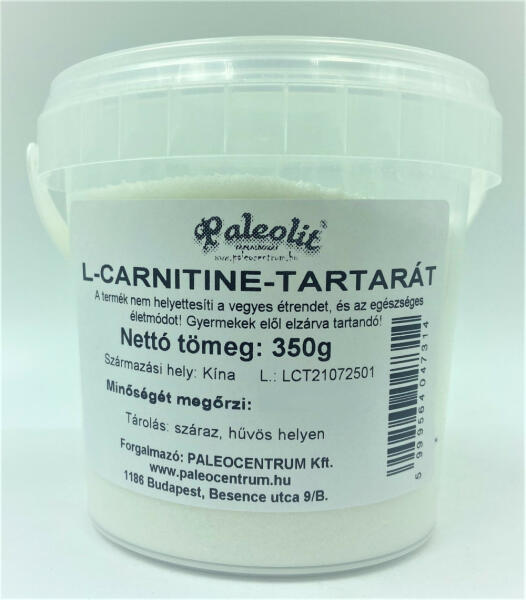 Paleolit
TÁPLÁLKOZÁS
www.paleocentrum.hu
L-CARNITINE-TARTARÁT
A termék nem helyettesíti a vegyes étrendet, és az egészséges
életmódot! Gyermekek elől elzárva tartandó!
Nettó tömeg: 350g
Származási hely: Kína L.: LCT21072501
Minőségét megőrzi:
Tárolás: száraz, hűvös helyen
Forgalmazó: PALEOCENTRUM Kft.
www.paleocentrum.hu
1186 Budapest, Besence utca 9/B.
5 999564 047314